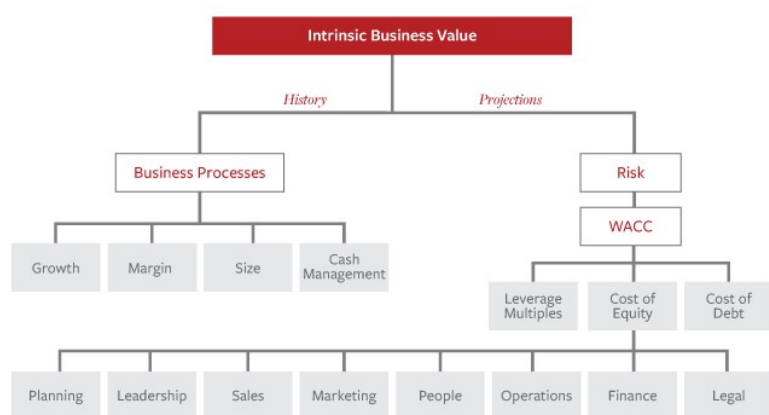 Intrinsic Business Value
History
Projections
Business Processes
Risk
WACC
Growth
Margin
Size
Cash
Management
Leverage
Multiples
Cost of
Equity
Cost of
Debt
Planning
Leadership
Sales
Marketing
People
Operations
Finance
Legal